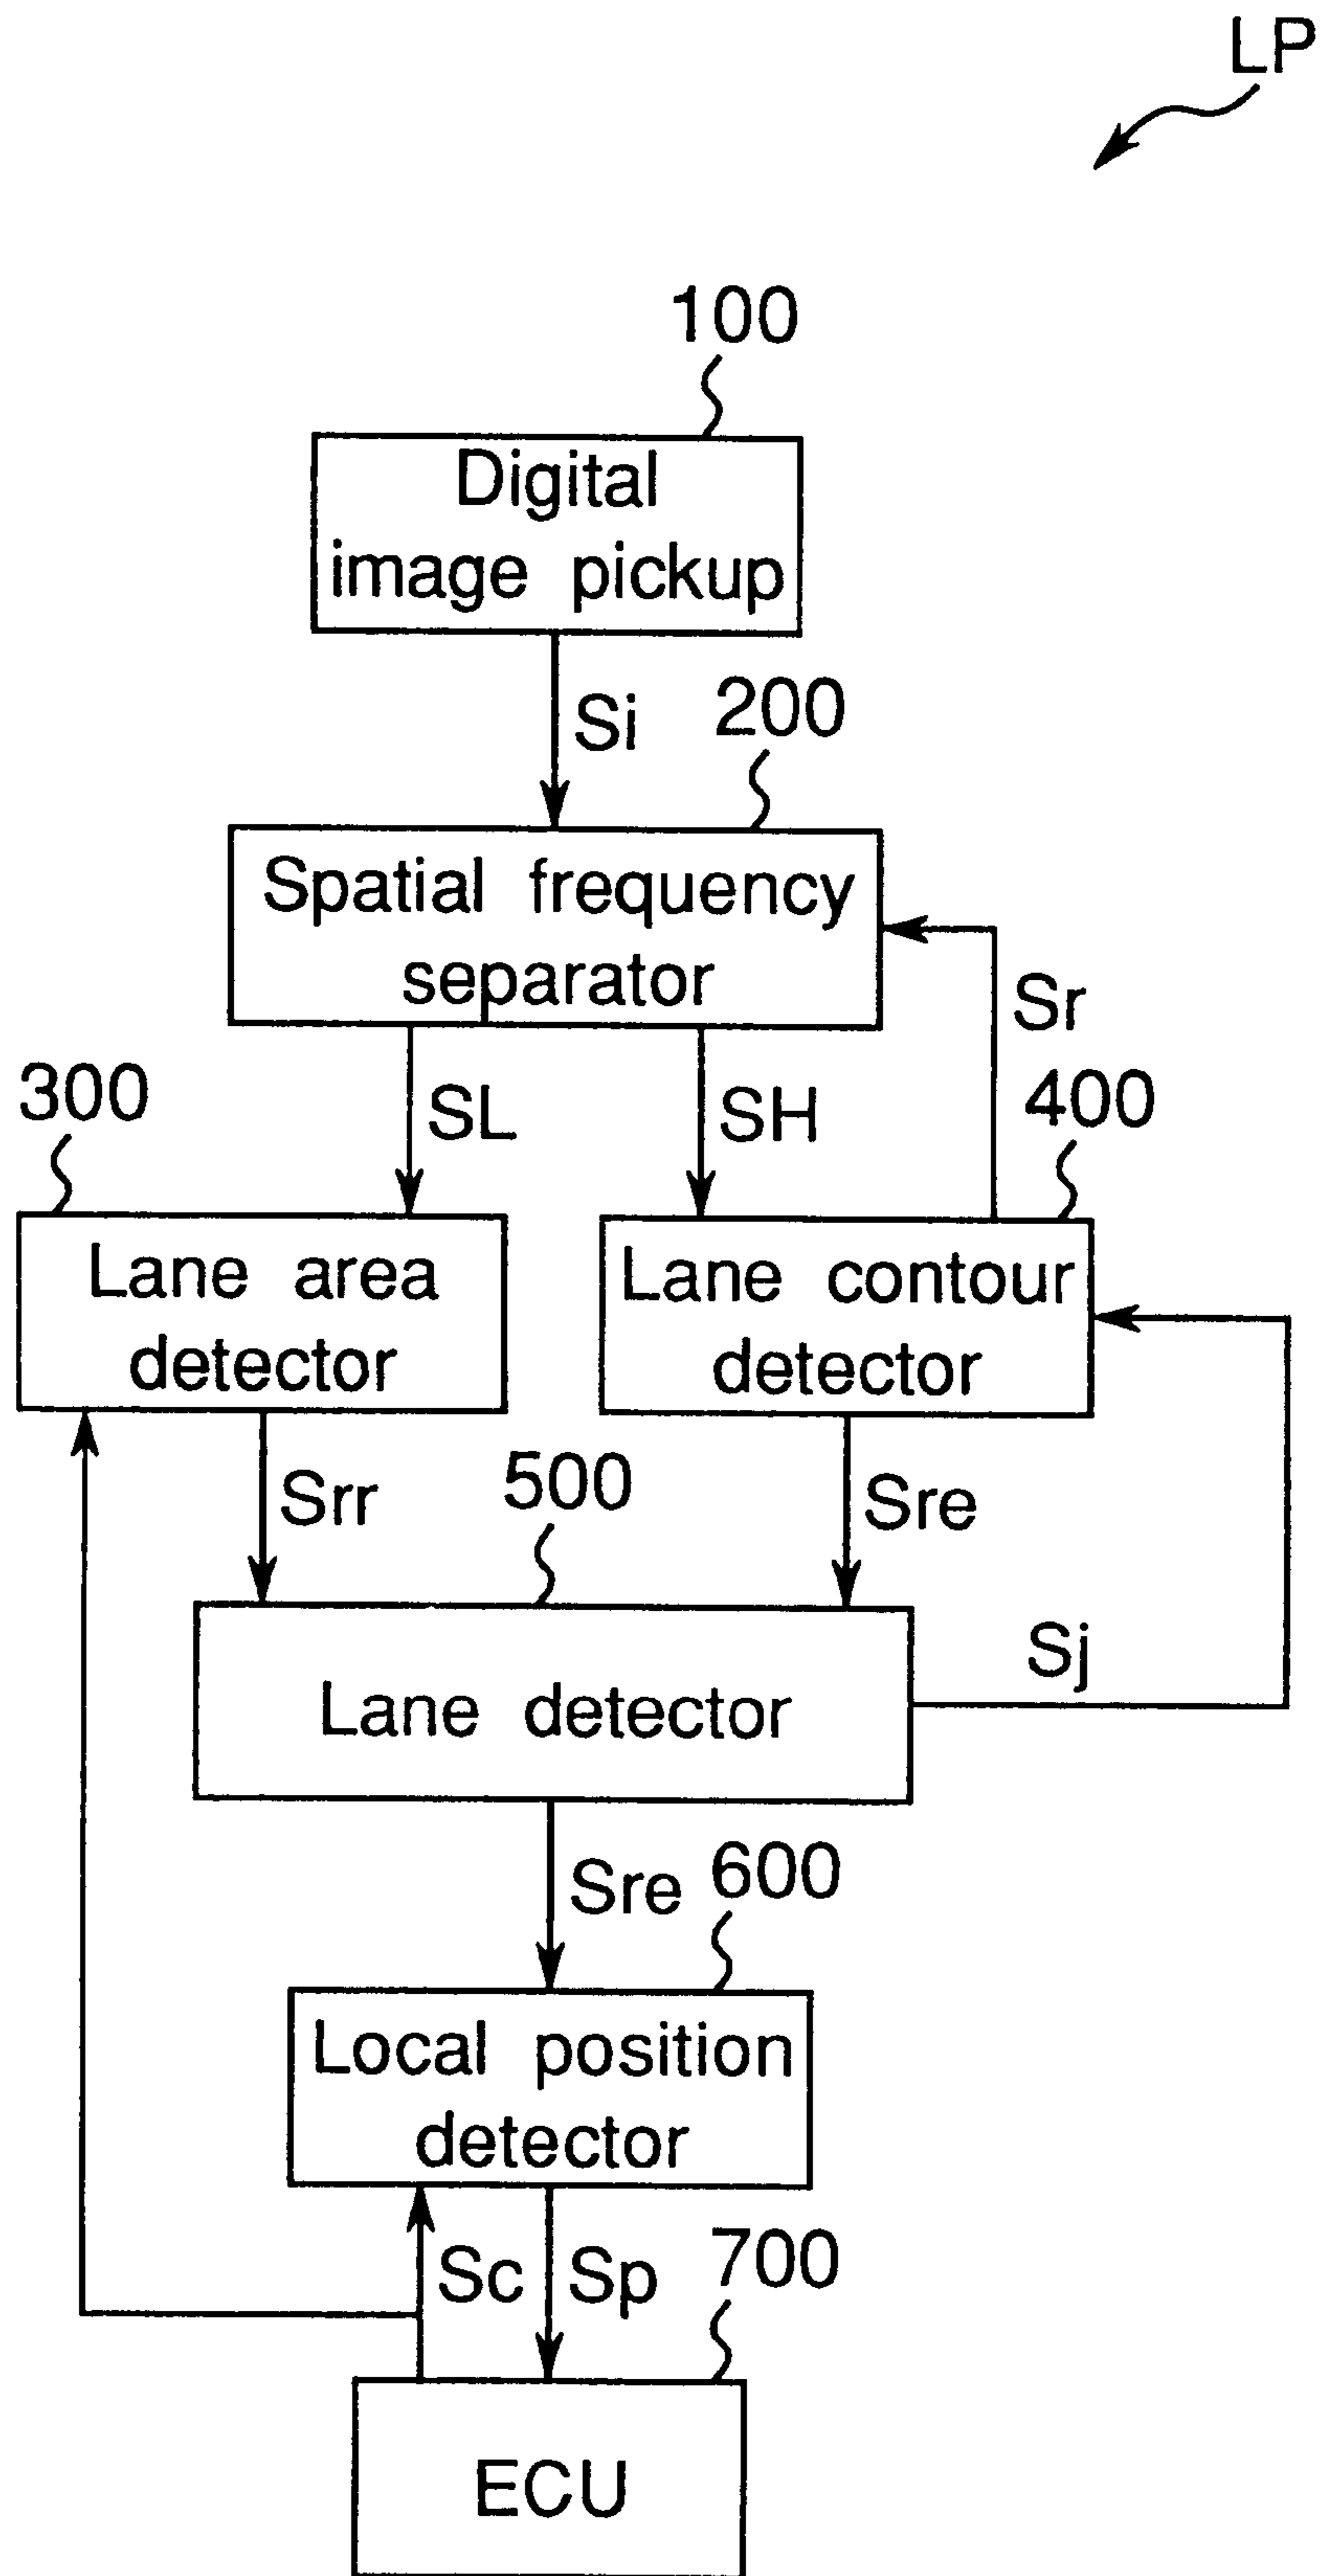 LP
100
Digital
image pickup
Si
200
Spatial frequency
separator
Sr
300
SL
SH
400
Lane area
detector
Lane contour
detector
Srr
500
Sre
Sj
Lane detector
Sre
600
Local position
detector
Sc
Sp
700
ECU